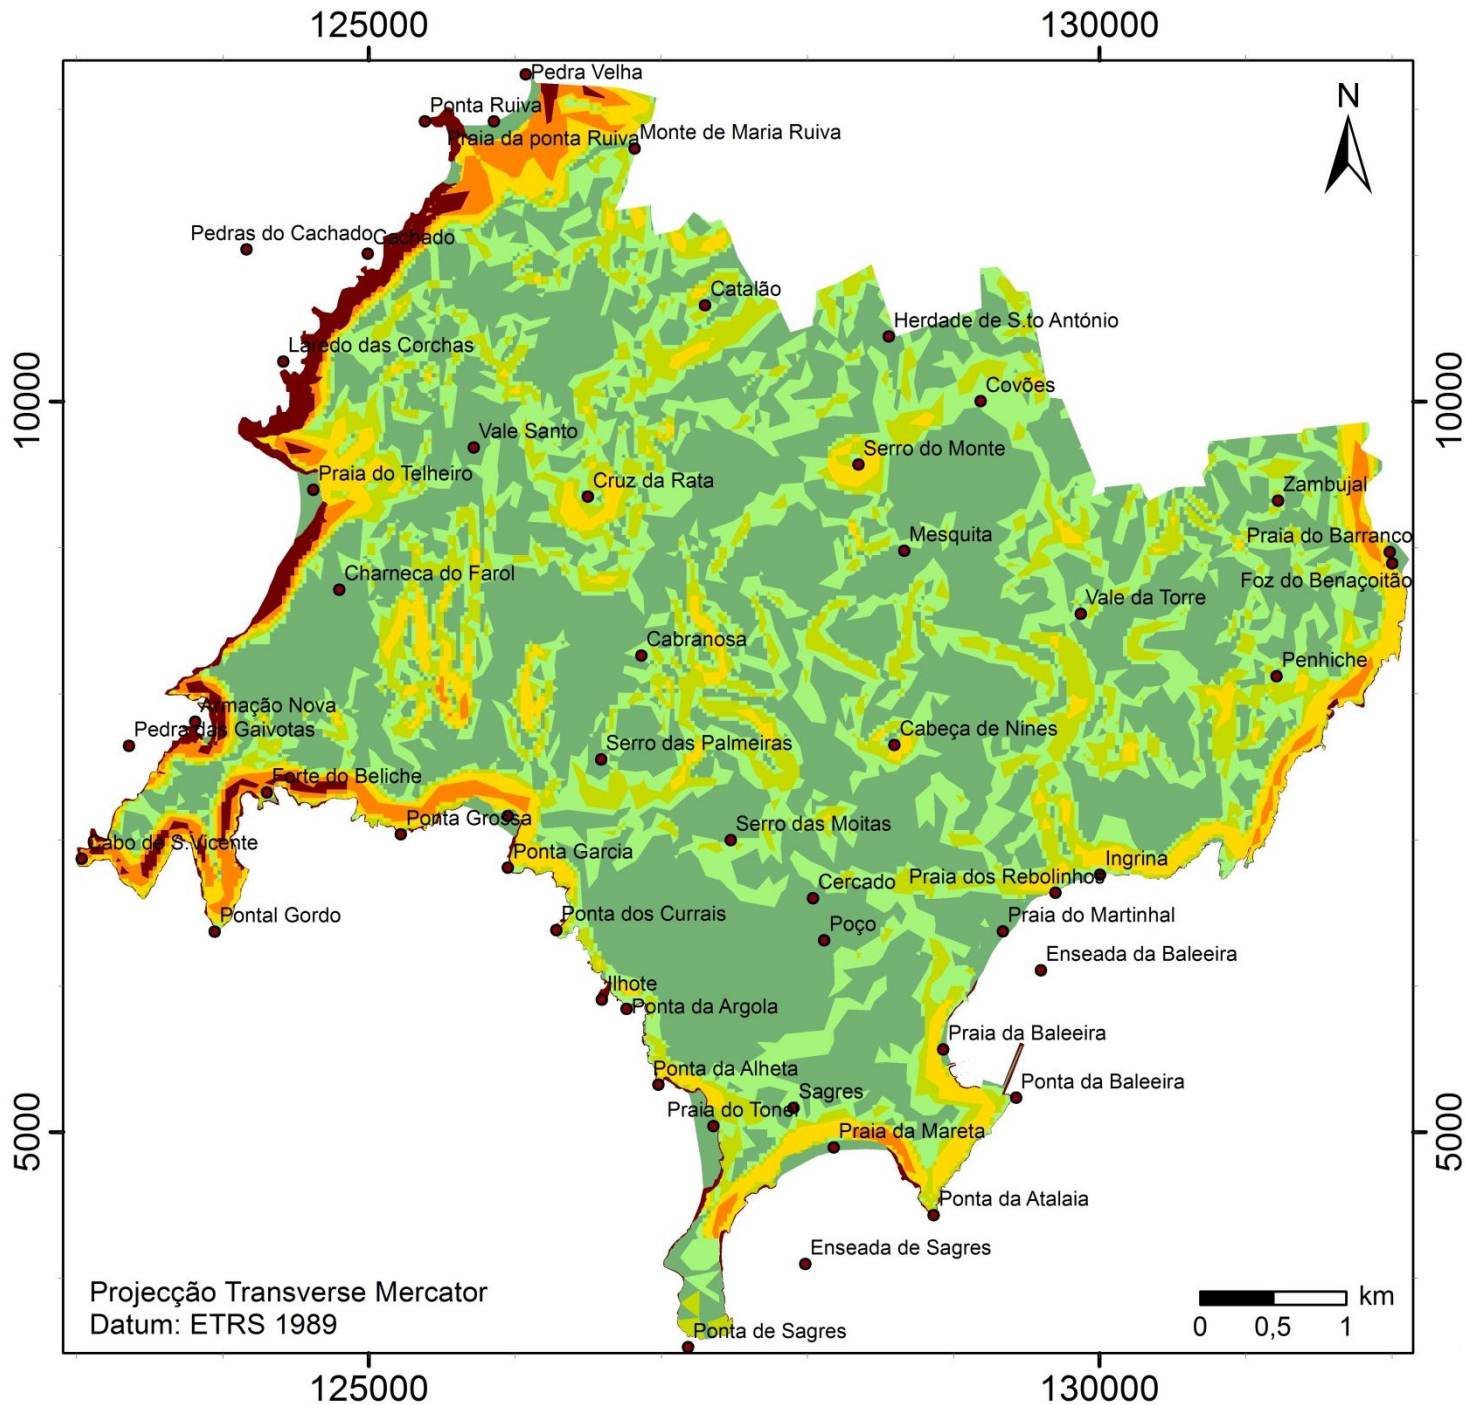 125000
130000
Pedra Velha
N
Ponta Ruiva
Praia da ponta Ruiva
Monte de Maria Ruiva
Pedras do Cachado
Cachado
Catalão
Herdade de S.to António
Laredo das Corchas
Covões
10000
10000
Vale Santo
Serro do Monte
Praia do Telheiro
Cruz da Rata
Zambujal
Mesquita
Praia do Barranco
Charneca do Farol
Foz do Benaçoitão
Vale da Torre
Cabranosa
Penhiche
Armação Nova
Pedra das Gaivotas
Cabeça de Nines
Serro das Palmeiras
Forte do Beliche
Ponta Grossa
Serro das Moitas
Cabo de S.Vicente
Ponta Garcia
Ingrina
Praia dos Rebolinhos
Cercado
Pontal Gordo
Ponta dos Currais
Poço
Praia do Martinhal
Enseada da Baleeira
Ilhote
Ponta da Argola
Praia da Baleeira
Ponta da Alheta
Ponta da Baleeira
Sagres
Praia do Tonel
Praia da Mareta
5000
5000
Ponta da Atalaia
Enseada de Sagres
Projecção Transverse Mercator
Datum: ETRS 1989
km
0 0,5 1
Ponta de Sagres
125000
130000